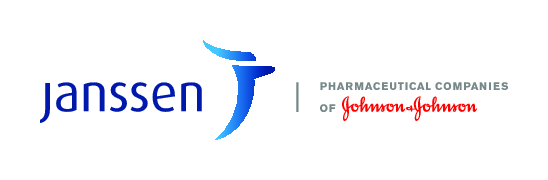 janssen
PHARMACEUTICAL COMPANIES
OF Johnson&Johnson